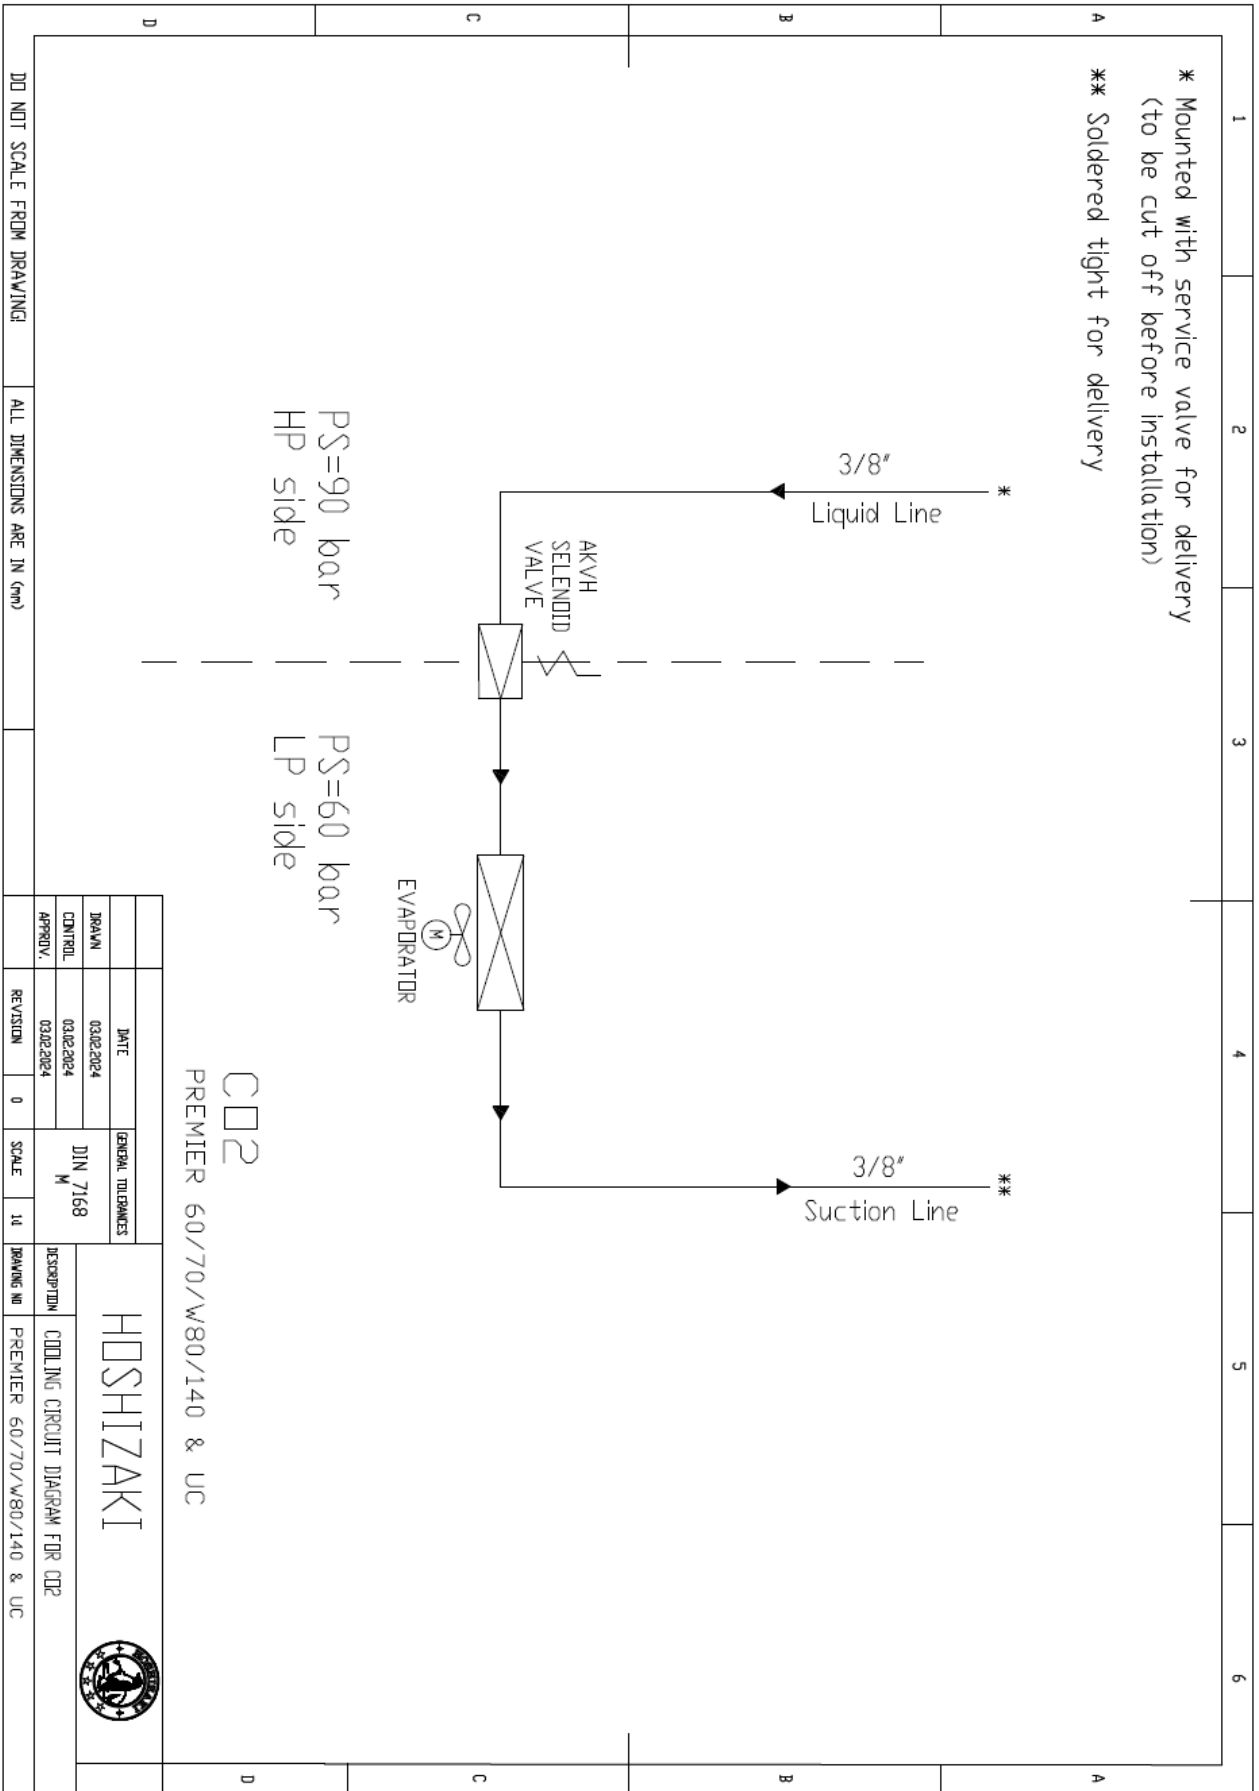 1
2
3
4
5
6
A
B
C
D
A
B
C
D
* Mounted with service valve for delivery
(to be cut off before installation)
** Soldered tight for delivery
*
3/8"
Liquid Line
**
3/8"
Suction Line
AKVH
SELENOID
VALVE
EVAPORATOR
M
PS=90 bar
HP side
PS=60 bar
LP side
CO2
PREMIER 60/70/W80/140 & UC
DATE
GENERAL TOLERANCES
DRAWN
03.02.2024
CONTROL
03.02.2024
APPROV.
03.02.2024
DIN 7168
M
HOSHIZAKI
HOSHIZAKI
DESCRIPTION
COOLING CIRCUIT DIAGRAM FOR CO2
DO NOT SCALE FROM DRAWING!
ALL DIMENSIONS ARE IN (mm)
REVISION
0
SCALE
1:1
DRAWING NO
PREMIER 60/70/W80/140 & UC